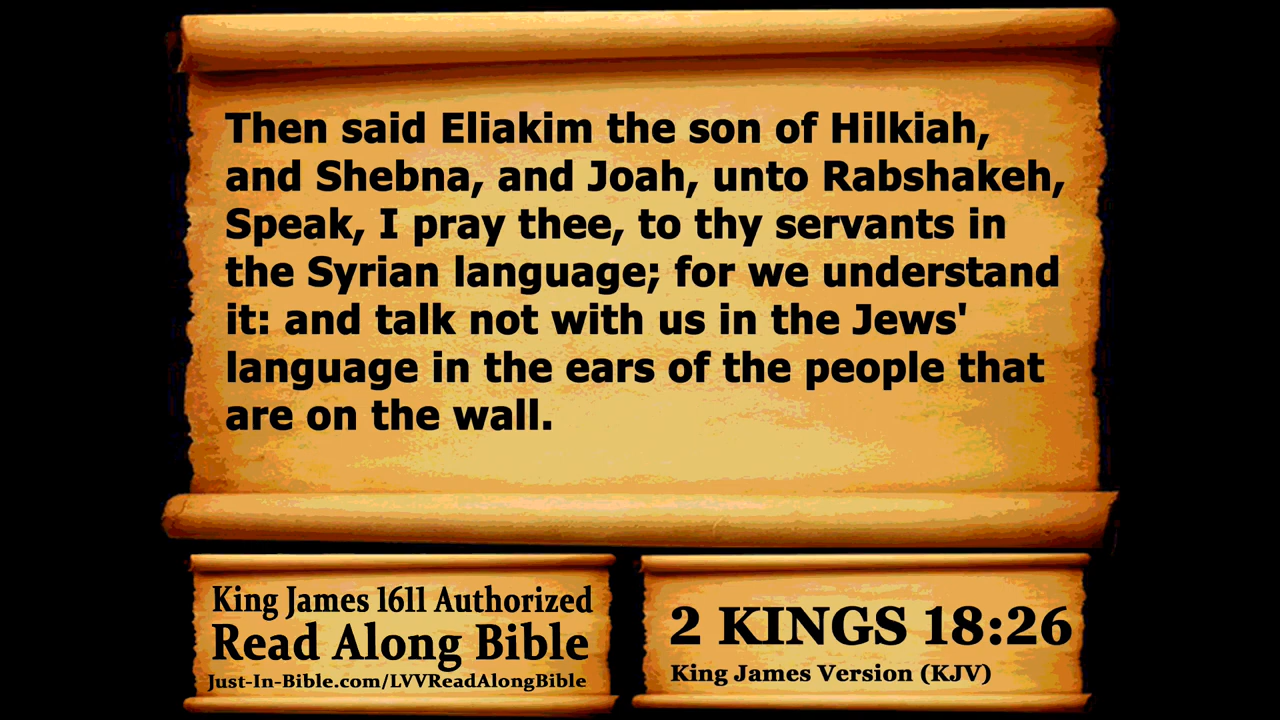 Then said Eliakim the son of Hilkiah,
and Shebna, and Joah, unto Rabshakeh,
Speak, I pray thee, to thy servants in
the Syrian language; for we understand
it: and talk not with us in the Jews'
language in the ears of the people that
are on the wall.
King James 1611 Authorized
Read Along Bible
Just-In-Bible.com/LVVReadAlongBible
2 KINGS 18:26
King James Version (KJV)